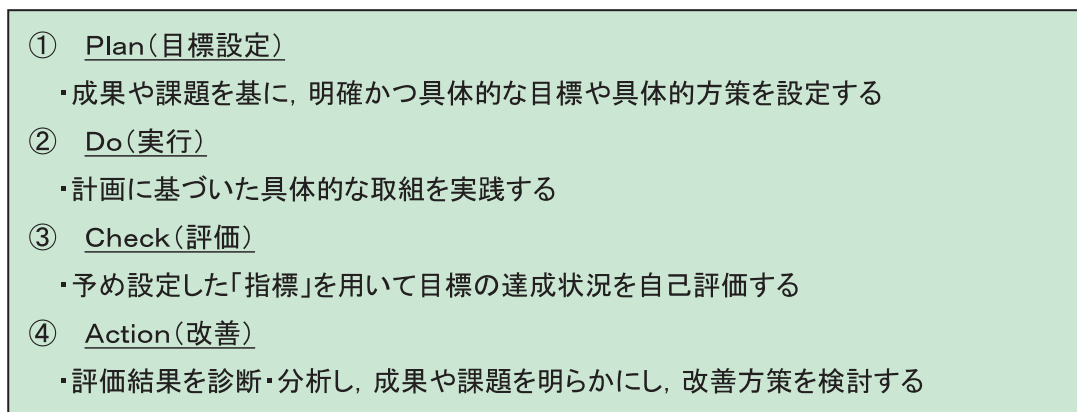 ① Plan(目標設定)
・成果や課題を基に,明確かつ具体的な目標や具体的方策を設定する
② Do(実行)
・計画に基づいた具体的な取組を実践する
③ Check(評価)
・予め設定した「指標」を用いて目標の達成状況を自己評価する
④ Action(改善)
・評価結果を診断・分析し,成果や課題を明らかにし,改善方策を検討する